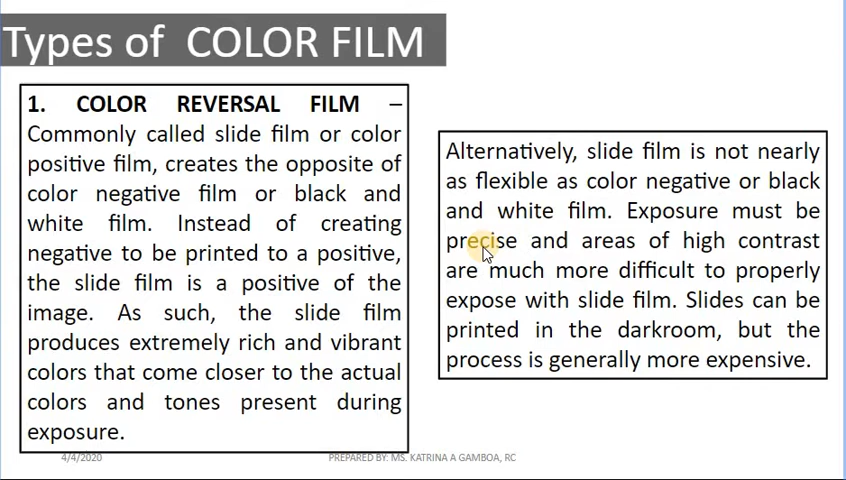 Types of COLOR FILM
1. COLOR REVERSAL FILM –
Commonly called slide film or color
positive film, creates the opposite of
color negative film or black and
white film. Instead of creating
negative to be printed to a positive,
the slide film is a positive of the
image. As such, the slide film
produces extremely rich and vibrant
colors that come closer to the actual
colors and tones present during
exposure.
Alternatively, slide film is not nearly
as flexible as color negative or black
and white film. Exposure must be
precise and areas of high contrast
are much more difficult to properly
expose with slide film. Slides can be
printed in the darkroom, but the
process is generally more expensive.
4/4/2020
PREPARED BY: MS. KATRINA A GAMBOA, RC